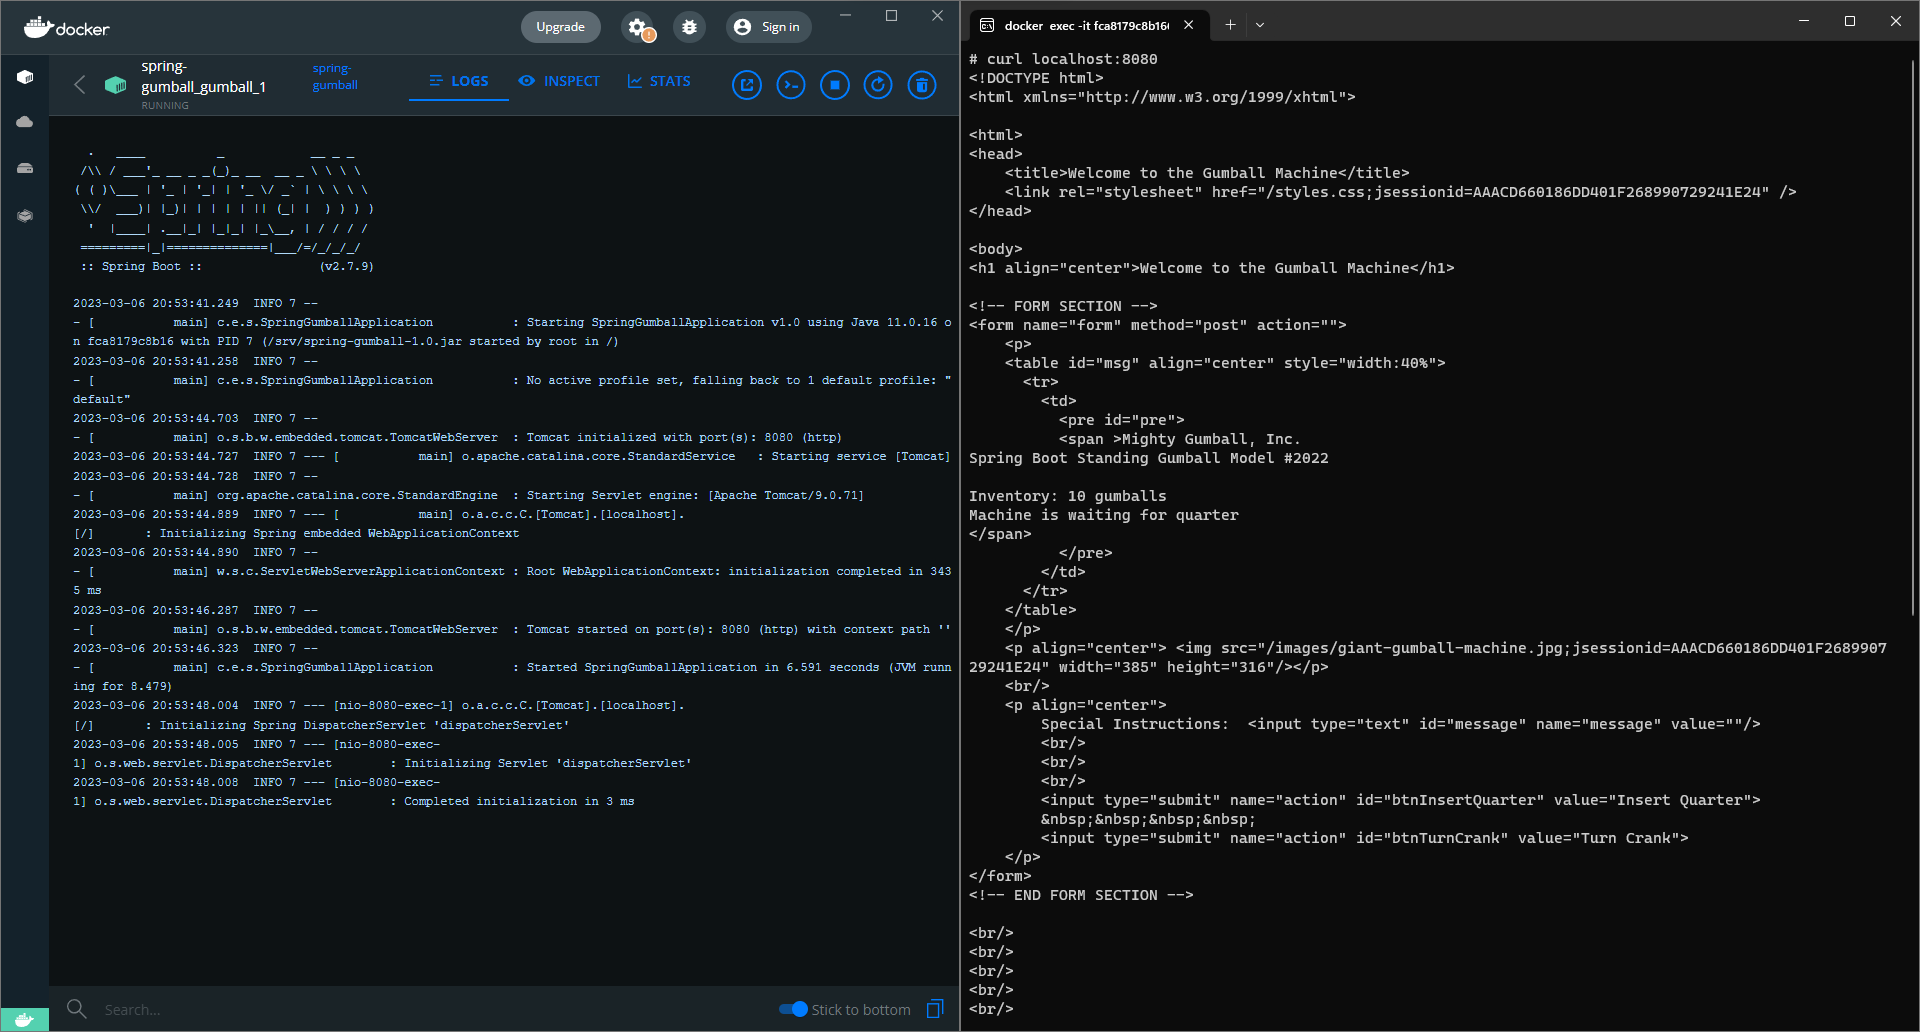 docker
Upgrade
Sign in
spring-
gumball_gumball_1
RUNNING
spring-
gumball
LOGS
INSPECT
STATS
  .   ____          _            __ _ _
 /\\ / ___'_ __ _ _(_)_ __  __ _ \ \ \ \
( ( )\___ | '_ | '_| | '_ \/ _` | \ \ \ \
 \\/  ___)| |_)| | | | | || (_| |  ) ) ) )
  '  |____| .__|_| |_|_| |_\__, | / / / /
 =========|_|==============|___/=/_/_/_/
 :: Spring Boot ::                (v2.7.9)
2023-03-06 20:53:41.249  INFO 7 --
- [           main] c.e.s.SpringGumballApplication           : Starting SpringGumballApplication v1.0 using Java 11.0.16 o
n fca8179c8b16 with PID 7 (/srv/spring-gumball-1.0.jar started by root in /)
2023-03-06 20:53:41.258  INFO 7 --
- [           main] c.e.s.SpringGumballApplication           : No active profile set, falling back to 1 default profile: "
default"
2023-03-06 20:53:44.703  INFO 7 --
- [           main] o.s.b.w.embedded.tomcat.TomcatWebServer  : Tomcat initialized with port(s): 8080 (http)
2023-03-06 20:53:44.727  INFO 7 --- [           main] o.apache.catalina.core.StandardService   : Starting service [Tomcat]
2023-03-06 20:53:44.728  INFO 7 --
- [           main] org.apache.catalina.core.StandardEngine  : Starting Servlet engine: [Apache Tomcat/9.0.71]
2023-03-06 20:53:44.889  INFO 7 --- [           main] o.a.c.c.C.[Tomcat].[localhost].
[/]       : Initializing Spring embedded WebApplicationContext
2023-03-06 20:53:44.890  INFO 7 --
- [           main] w.s.c.ServletWebServerApplicationContext : Root WebApplicationContext: initialization completed in 343
5 ms
2023-03-06 20:53:46.287  INFO 7 --
- [           main] o.s.b.w.embedded.tomcat.TomcatWebServer  : Tomcat started on port(s): 8080 (http) with context path ''
2023-03-06 20:53:46.323  INFO 7 --
- [           main] c.e.s.SpringGumballApplication           : Started SpringGumballApplication in 6.591 seconds (JVM runn
ing for 8.479)
2023-03-06 20:53:48.004  INFO 7 --- [nio-8080-exec-1] o.a.c.c.C.[Tomcat].[localhost].
[/]       : Initializing Spring DispatcherServlet 'dispatcherServlet'
2023-03-06 20:53:48.005  INFO 7 --- [nio-8080-exec-
1] o.s.web.servlet.DispatcherServlet        : Initializing Servlet 'dispatcherServlet'
2023-03-06 20:53:48.008  INFO 7 --- [nio-8080-exec-
1] o.s.web.servlet.DispatcherServlet        : Completed initialization in 3 ms
Search...
Stick to bottom
docker exec -it fca8179c8b16
# curl localhost:8080
<!DOCTYPE html>
<html xmlns="http://www.w3.org/1999/xhtml">
<html>
<head>
    <title>Welcome to the Gumball Machine</title>
    <link rel="stylesheet" href="/styles.css;jsessionid=AAACD660186DD401F268990729241E24" />
</head>
<body>
<h1 align="center">Welcome to the Gumball Machine</h1>
<!-- FORM SECTION -->
<form name="form" method="post" action="">
    <p>
    <table id="msg" align="center" style="width:40%">
      <tr>
        <td>
          <pre id="pre">
          <span >Mighty Gumball, Inc.
Spring Boot Standing Gumball Model #2022
Inventory: 10 gumballs
Machine is waiting for quarter
</span>
          </pre>
        </td>
      </tr>
    </table>
    </p>
    <p align="center"> <img src="/images/giant-gumball-machine.jpg;jsessionid=AAACD660186DD401F2689907
29241E24" width="385" height="316"/></p>
    <br/>
    <p align="center">
        Special Instructions:  <input type="text" id="message" name="message" value=""/>
        <br/>
        <br/>
        <br/>
        <input type="submit" name="action" id="btnInsertQuarter" value="Insert Quarter">
        &nbsp;&nbsp;&nbsp;&nbsp;
        <input type="submit" name="action" id="btnTurnCrank" value="Turn Crank">
    </p>
</form>
<!-- END FORM SECTION -->
<br/>
<br/>
<br/>
<br/>
<br/>